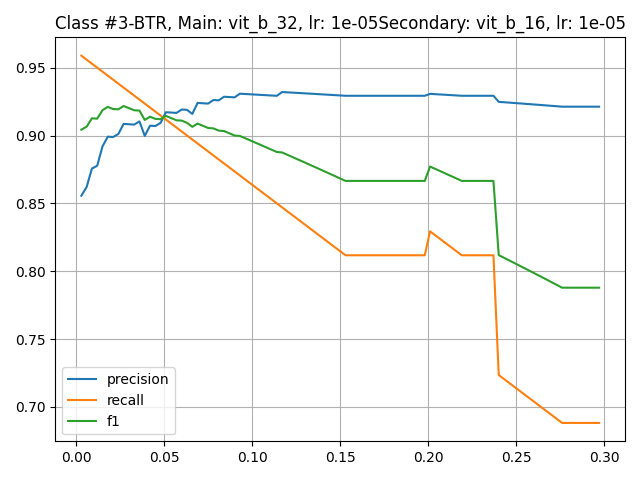 Class #3-BTR, Main: vit_b_32, lr: 1e-05Secondary: vit_b_16, lr: 1e-05
0.95
0.90
0.85
0.80
0.75
0.70
precision
recall
f1
0.00 0.05 0.10 0.15 0.20 0.25 0.30